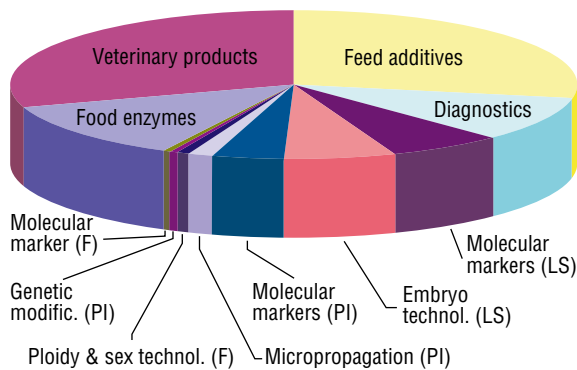 Veterinary products
Feed additives
Food enzymes
Diagnostics
Molecular
marker (F)
Genetic
modific. (PI)
Ploidy & sex technol. (F)
Micropropagation (PI)
Molecular
markers (PI)
Embryo
technol. (LS)
Molecular
markers (LS)